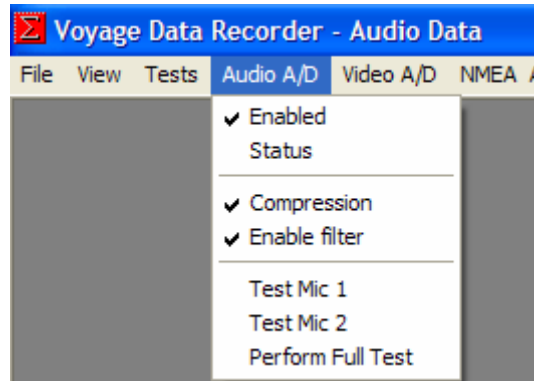 Σ Voyage Data Recorder - Audio Data
File View Tests Audio A/D Video A/D NMEA
Enabled
Status
Compression
Enable filter
Test Mic 1
Test Mic 2
Perform Full Test